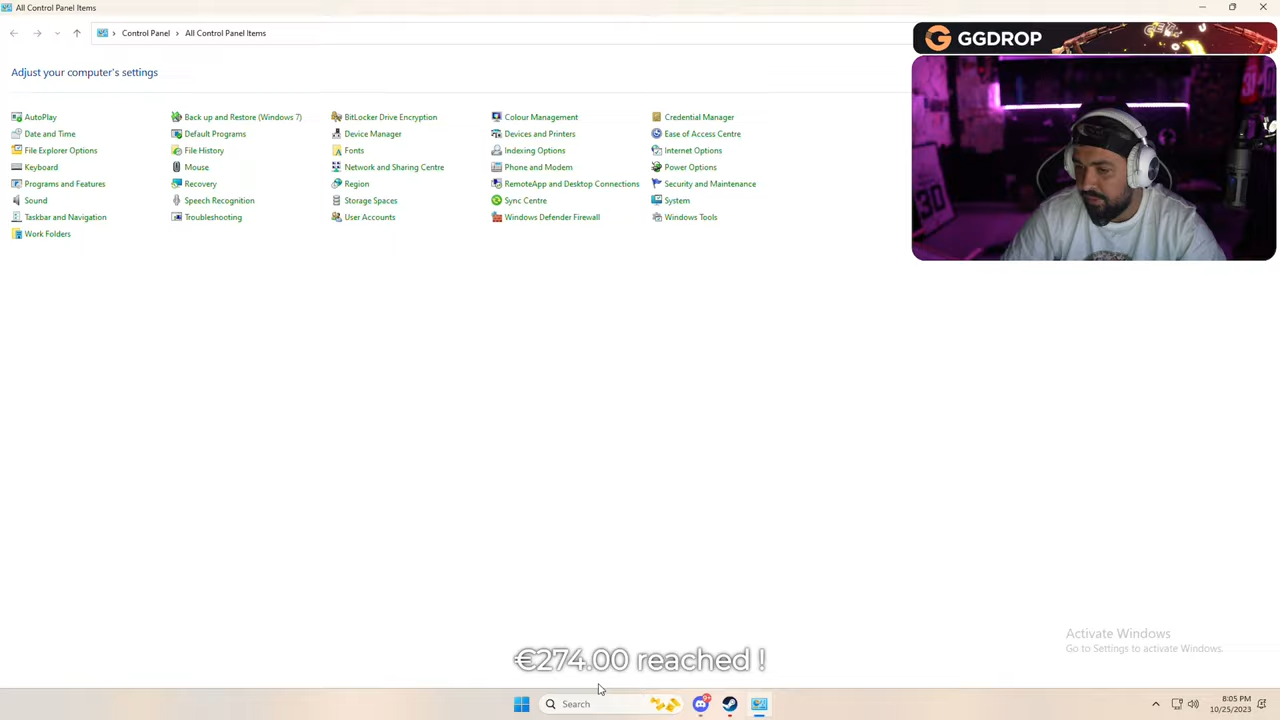 All Control Panel Items
Control Panel > All Control Panel Items
GGDROP
Adjust your computer's settings
AutoPlay
Back up and Restore (Windows 7)
BitLocker Drive Encryption
Colour Management
Credential Manager
Date and Time
Default Programs
Device Manager
Devices and Printers
Ease of Access Centre
File Explorer Options
File History
Fonts
Indexing Options
Internet Options
Keyboard
Mouse
Network and Sharing Centre
Phone and Modem
Power Options
Programs and Features
Recovery
Region
RemoteApp and Desktop Connections
Security and Maintenance
Sound
Speech Recognition
Storage Spaces
Sync Centre
System
Taskbar and Navigation
Troubleshooting
User Accounts
Windows Defender Firewall
Windows Tools
Work Folders
Activate Windows
Go to Settings to activate Windows.
€274.00 reached !
Search
8:05 PM
10/25/2023